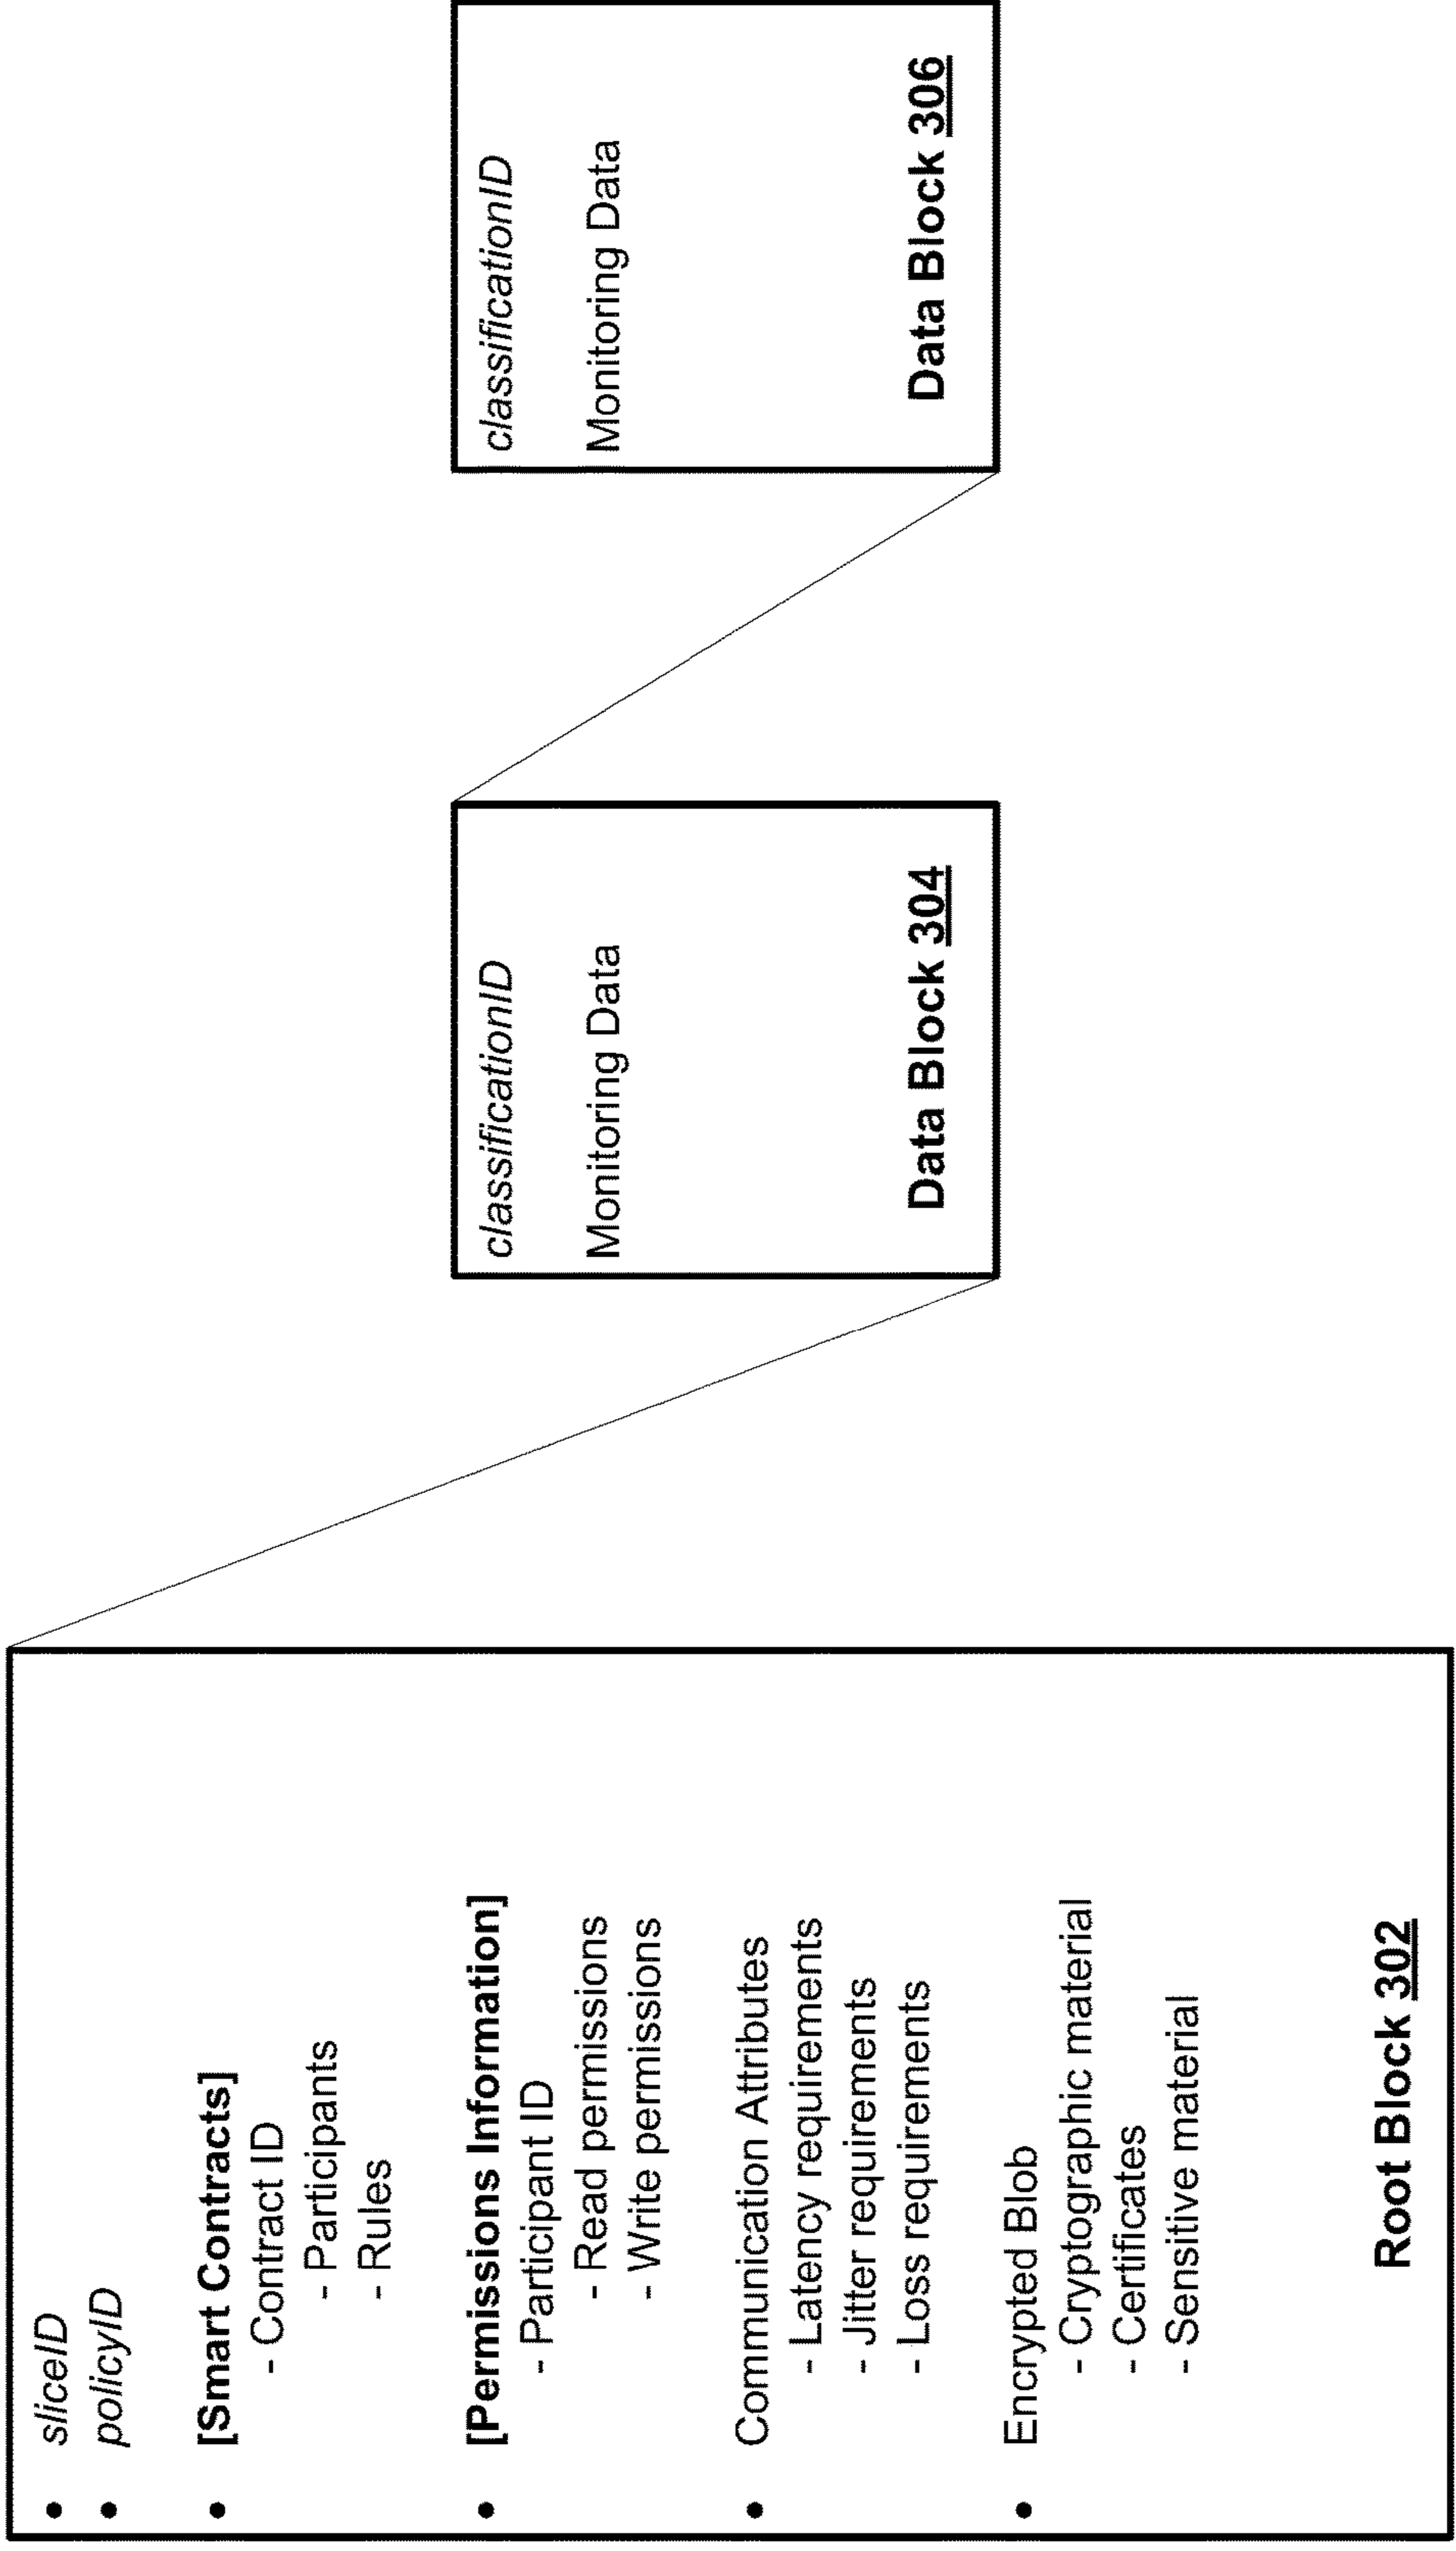 • sliceID
• policyID
• [Smart Contracts]
- Contract ID
- Participants
- Rules
• [Permissions Information]
- Participant ID
- Read permissions
- Write permissions
• Communication Attributes
- Latency requirements
- Jitter requirements
- Loss requirements
• Encrypted Blob
- Cryptographic material
- Certificates
- Sensitive material
Root Block 302
classificationID
Monitoring Data
Data Block 304
classificationID
Monitoring Data
Data Block 306